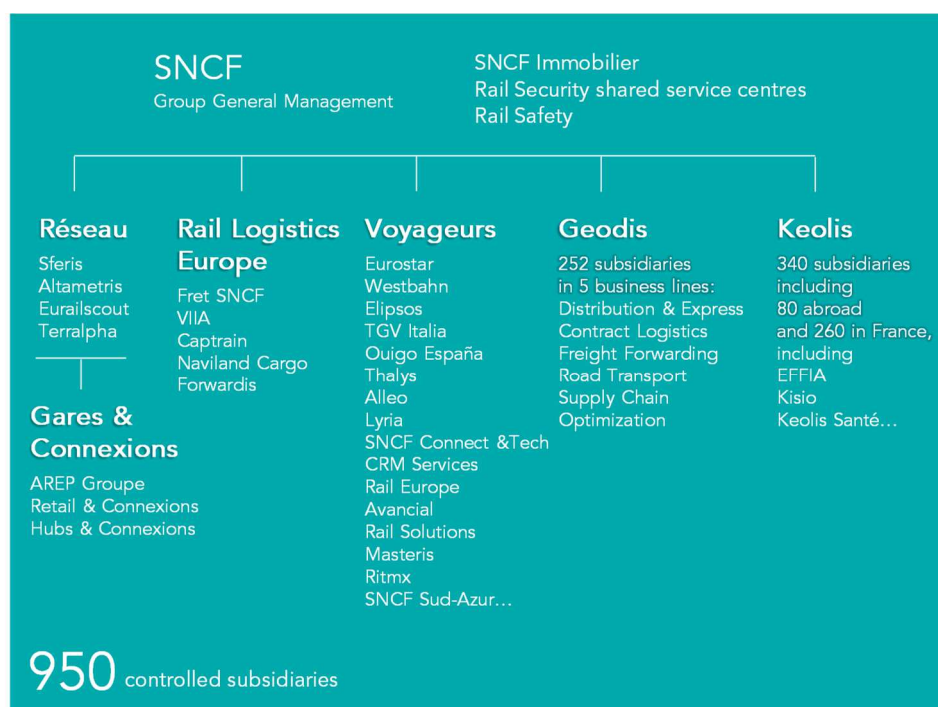 SNCF
Group General Management
SNCF Immobilier
Rail Security shared service centres
Rail Safety
Réseau
Sferis
Altametris
Eurailscout
Terralpha
Gares &
Connexions
AREP Groupe
Retail & Connexions
Hubs & Connexions
Rail Logistics
Europe
Fret SNCF
VIIA
Captrain
Naviland Cargo
Forwardis
Voyageurs
Eurostar
Westbahn
Elipsos
TGV Italia
Ouigo España
Thalys
Alleo
Lyria
SNCF Connect &Tech
CRM Services
Rail Europe
Avancial
Rail Solutions
Masteris
Ritmx
SNCF Sud-Azur...
Geodis
252 subsidiaries
in 5 business lines:
Distribution & Express
Contract Logistics
Freight Forwarding
Road Transport
Supply Chain
Optimization
Keolis
340 subsidiaries
including
80 abroad
and 260 in France,
including
EFFIA
Kisio
Keolis Santé...
950 controlled subsidiaries